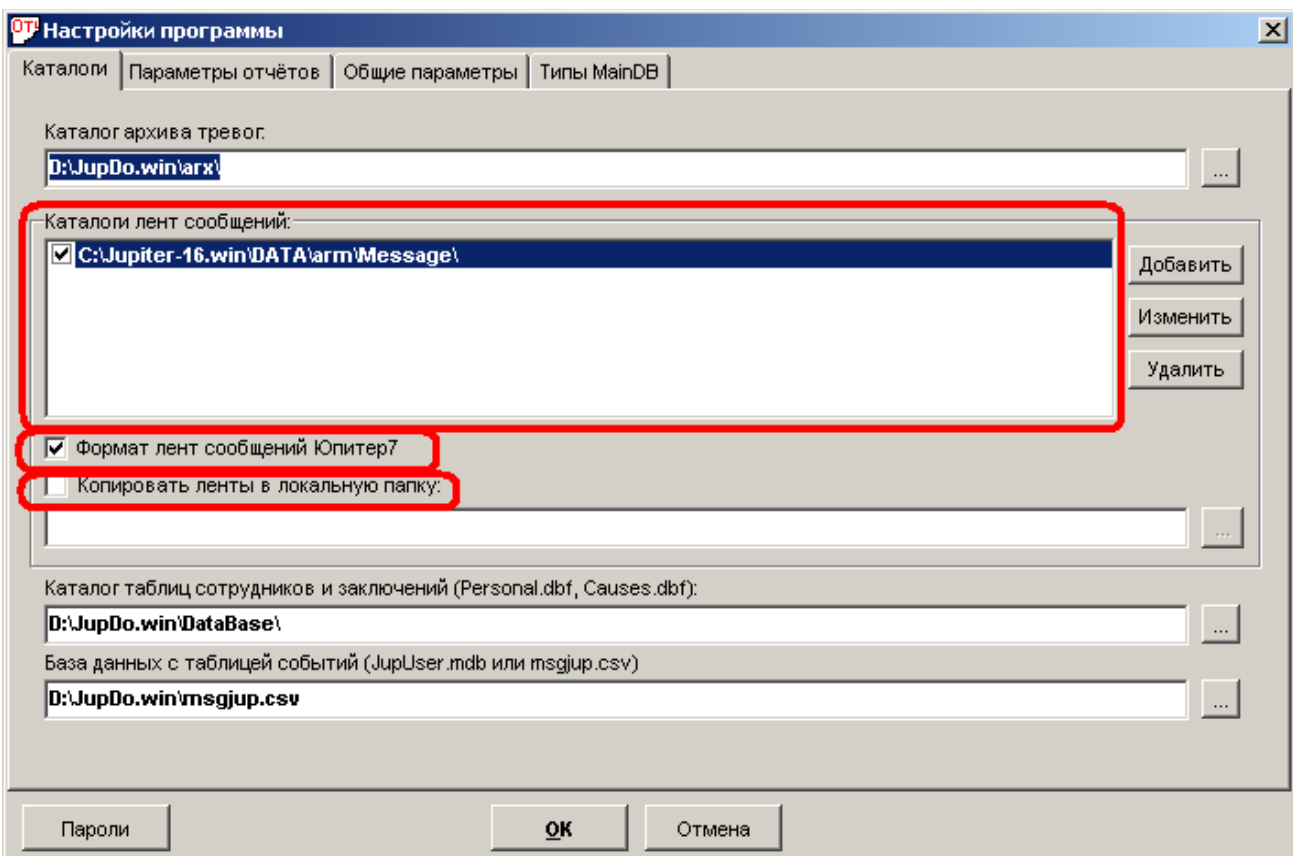 ОТ! Настройки программы
Каталоги Параметры отчётов Общие параметры Типы MainDB
Каталог архива тревог:
D:\JupDo.win\arx\
...
Каталоги лент сообщений:
C:\Jupiter-16.win\DATA\arm\Message\
Добавить
Изменить
Удалить
Формат лент сообщений Юпитер7
Копировать ленты в локальную папку:
...
Каталог таблиц сотрудников и заключений (Personal.dbf, Causes.dbf):
D:\JupDo.win\DataBase\
...
База данных с таблицей событий (JupUser.mdb или msgjup.csv)
D:\JupDo.win\msgjup.csv
...
Пароли OK Отмена